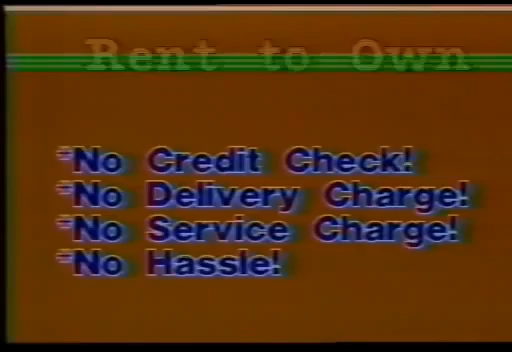 Rent to Own
*No Credit Check!
*No Delivery Charge!
*No Service Charge!
*No Hassle!